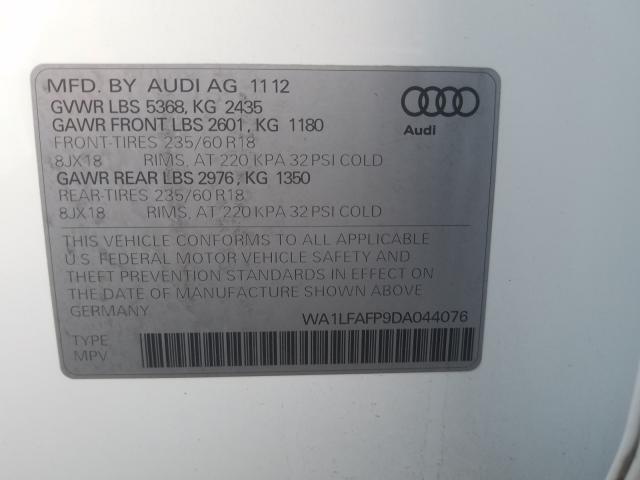 MFD. BY AUDI AG 11 12
GVWR LBS 5368, KG 2435
GAWR FRONT LBS 2601, KG 1180
FRONT-TIRES 235/60 R18
8JX18 RIMS, AT 220 KPA 32 PSI COLD
GAWR REAR LBS 2976, KG 1350
REAR-TIRES 235/60 R18
8JX18 RIMS, AT 220 KPA 32 PSI COLD
Audi
THIS VEHICLE CONFORMS TO ALL APPLICABLE
U.S. FEDERAL MOTOR VEHICLE SAFETY AND
THEFT PREVENTION STANDARDS IN EFFECT ON
THE DATE OF MANUFACTURE SHOWN ABOVE
GERMANY
WA1LFAFP9DA044076
TYPE
MPV